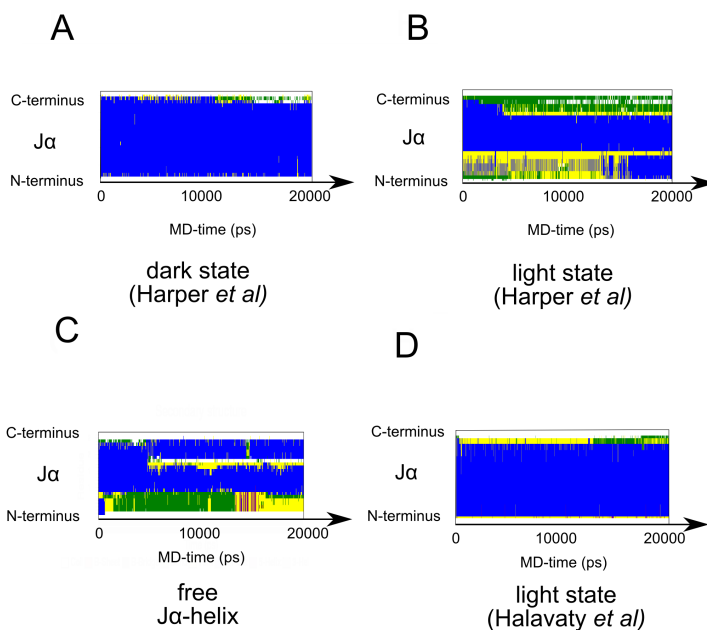 A
C-terminus
Jα
N-terminus
0 10000 20000
MD-time (ps)
dark state
(Harper et al)
B
C-terminus
Jα
N-terminus
0 10000 20000
MD-time (ps)
light state
(Harper et al)
C
C-terminus
Jα
N-terminus
0 10000 20000
MD-time (ps)
free
Jα-helix
D
C-terminus
Jα
N-terminus
0 10000 20000
MD-time (ps)
light state
(Halavaty et al)